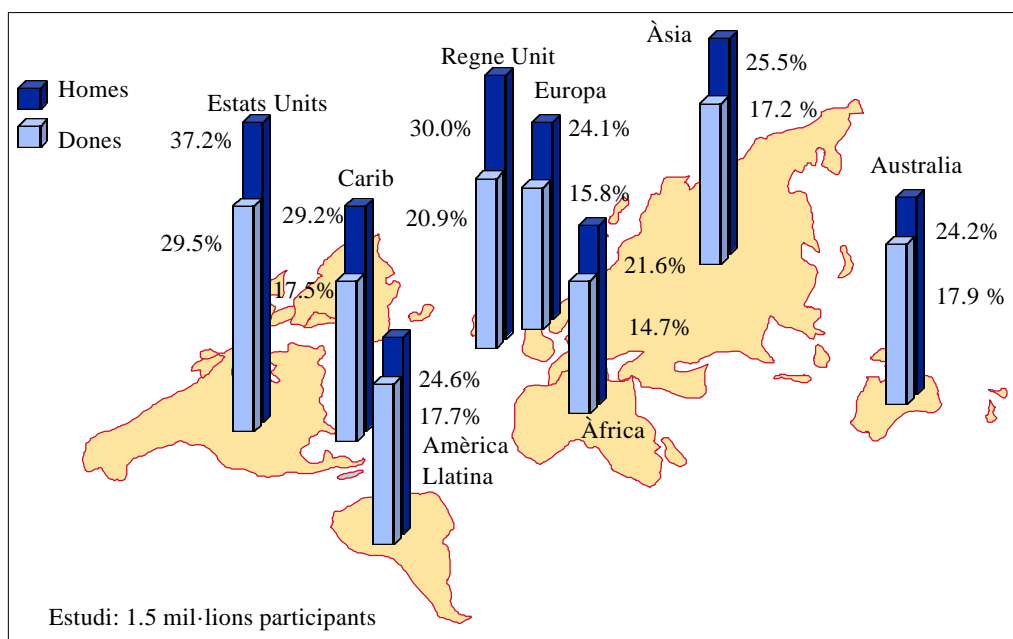 Homes
Dones
Estats Units
37.2%
29.5%
Carib
29.2%
17.5%
Regne Unit
30.0%
20.9%
Europa
24.1%
15.8%
Àsia
25.5%
17.2 %
Australia
24.2%
17.9 %
21.6%
14.7%
Àfrica
24.6%
17.7%
Amèrica
Llatina
Estudi: 1.5 mil·lions participants